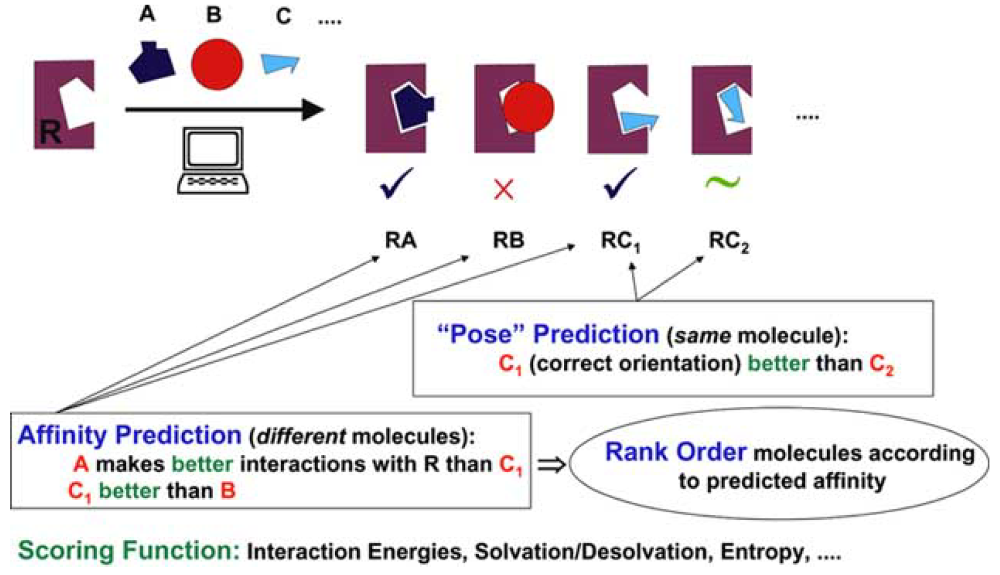 A B C ....
R
....
RA RB RC₁ RC₂
“Pose” Prediction (same molecule):
C₁ (correct orientation) better than C₂
Affinity Prediction (different molecules):
A makes better interactions with R than C₁
C₁ better than B
⇒
Rank Order molecules according
to predicted affinity
Scoring Function: Interaction Energies, Solvation/Desolvation, Entropy, ....